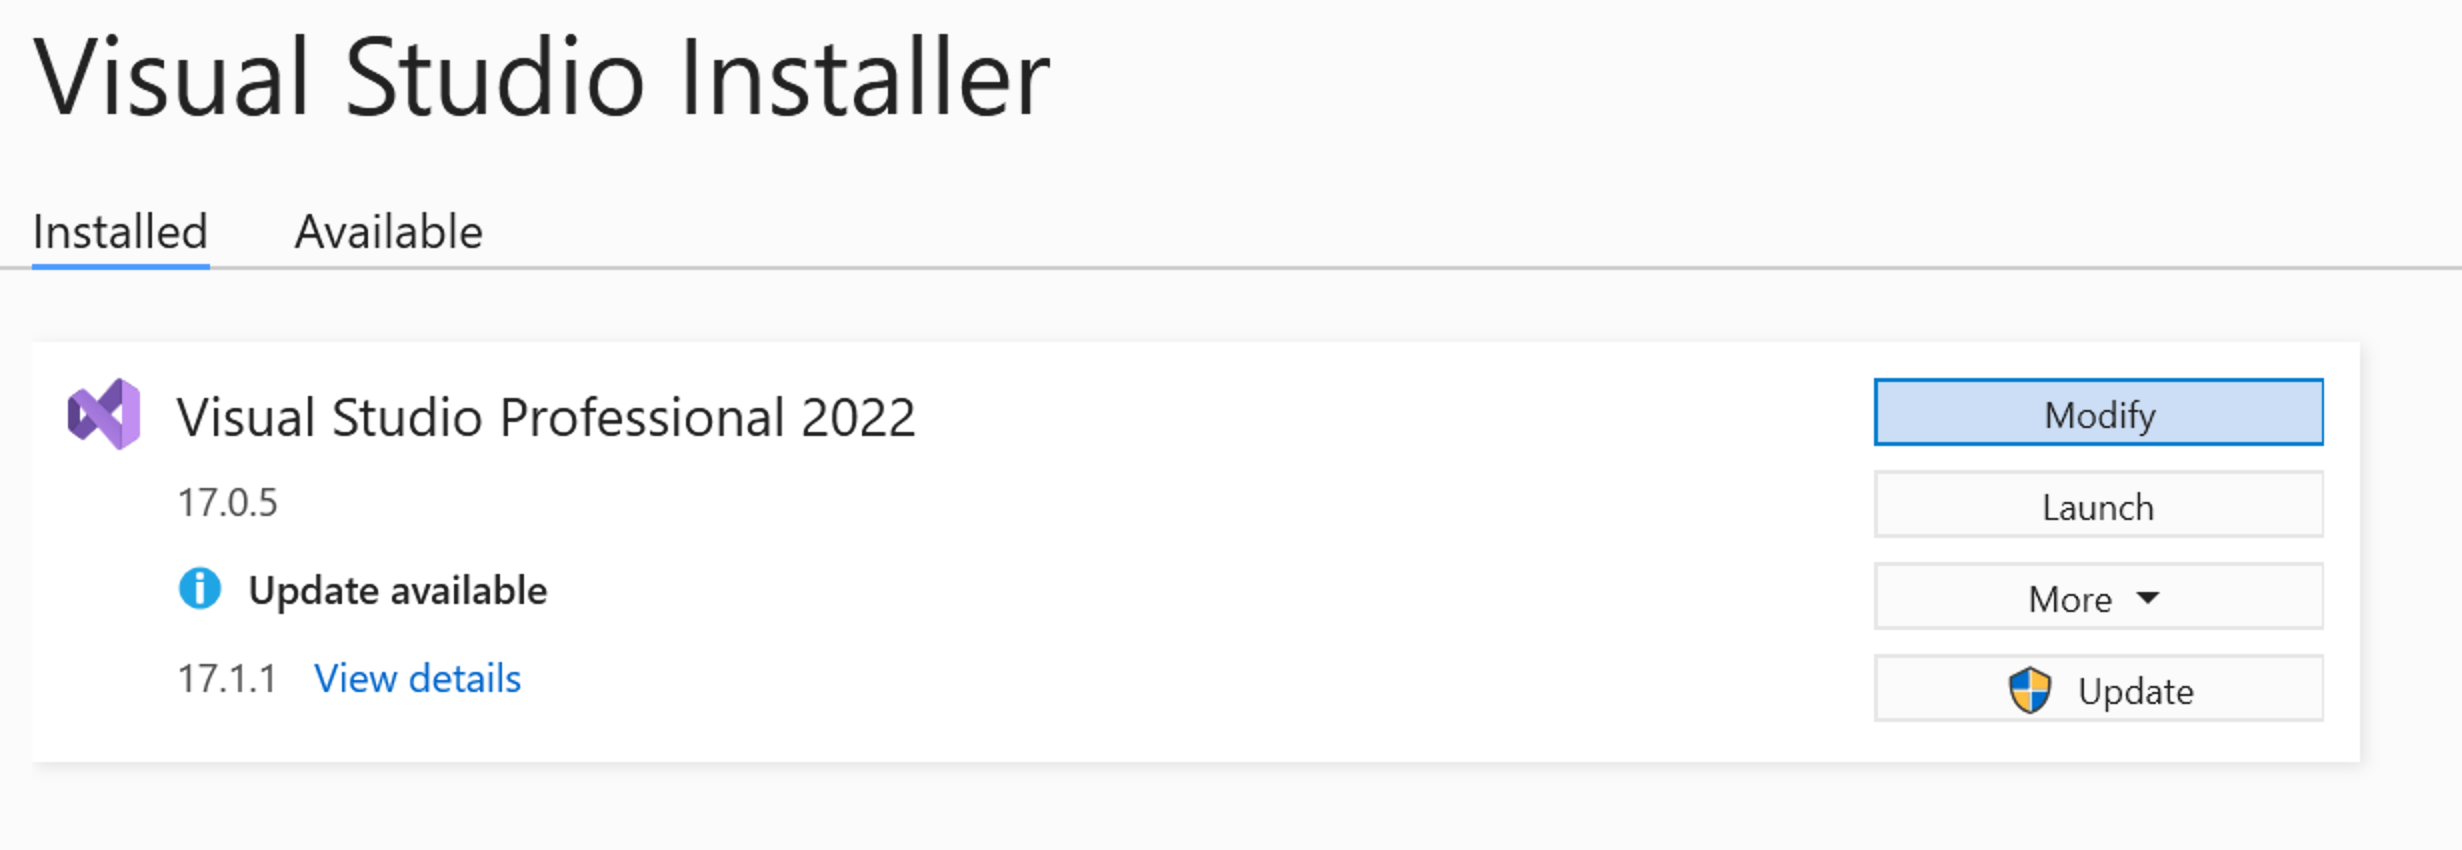 Visual Studio Installer
Installed Available
Visual Studio Professional 2022
17.0.5
Update available
17.1.1 View details
Modify
Launch
More
Update